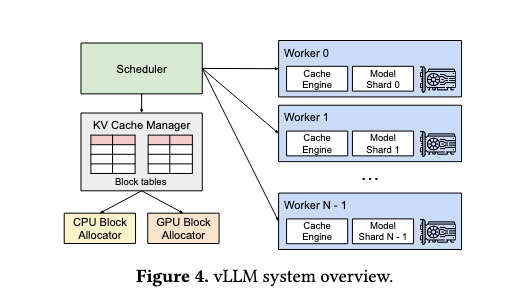 Scheduler
KV Cache Manager
Block tables
CPU Block
Allocator
GPU Block
Allocator
Worker 0
Cache
Engine
Model
Shard 0
Worker 1
Cache
Engine
Model
Shard 1
...
Worker N - 1
Cache
Engine
Model
Shard N - 1
Figure 4. vLLM system overview.